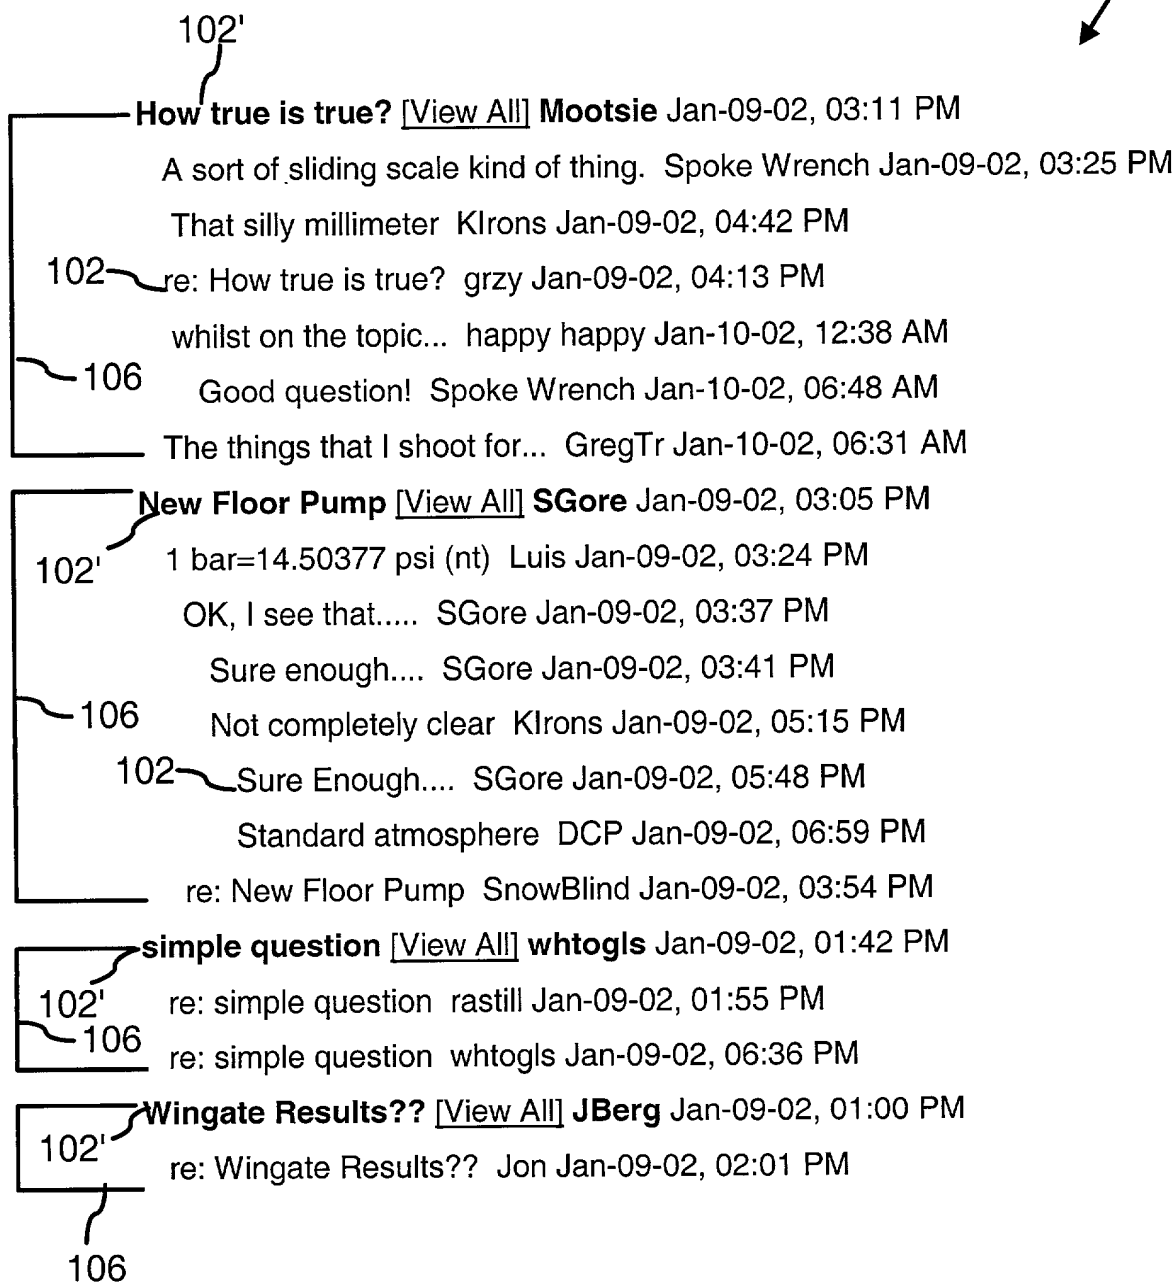 102'
How true is true? [View All] Mootsie Jan-09-02, 03:11 PM
A sort of sliding scale kind of thing. Spoke Wrench Jan-09-02, 03:25 PM
That silly millimeter KIrons Jan-09-02, 04:42 PM
102 re: How true is true? grzy Jan-09-02, 04:13 PM
whilst on the topic... happy happy Jan-10-02, 12:38 AM
106
Good question! Spoke Wrench Jan-10-02, 06:48 AM
The things that I shoot for... GregTr Jan-10-02, 06:31 AM
New Floor Pump [View All] SGore Jan-09-02, 03:05 PM
102'
1 bar=14.50377 psi (nt) Luis Jan-09-02, 03:24 PM
OK, I see that..... SGore Jan-09-02, 03:37 PM
Sure enough.... SGore Jan-09-02, 03:41 PM
106
Not completely clear KIrons Jan-09-02, 05:15 PM
102 Sure Enough.... SGore Jan-09-02, 05:48 PM
Standard atmosphere DCP Jan-09-02, 06:59 PM
re: New Floor Pump SnowBlind Jan-09-02, 03:54 PM
simple question [View All] whtogls Jan-09-02, 01:42 PM
102'
re: simple question rastill Jan-09-02, 01:55 PM
106
re: simple question whtogls Jan-09-02, 06:36 PM
Wingate Results?? [View All] JBerg Jan-09-02, 01:00 PM
102'
re: Wingate Results?? Jon Jan-09-02, 02:01 PM
106